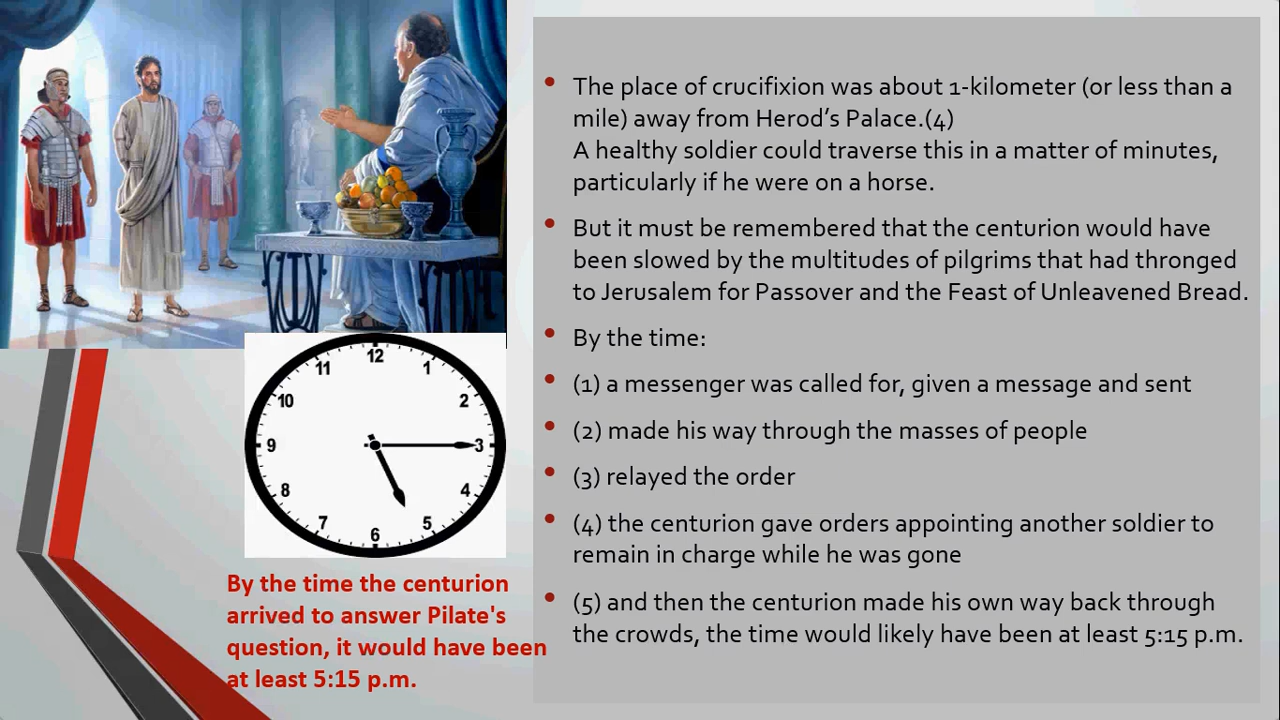 • The place of crucifixion was about 1-kilometer (or less than a
mile) away from Herod’s Palace.(4)
A healthy soldier could traverse this in a matter of minutes,
particularly if he were on a horse.
• But it must be remembered that the centurion would have
been slowed by the multitudes of pilgrims that had thronged
to Jerusalem for Passover and the Feast of Unleavened Bread.
• By the time:
• (1) a messenger was called for, given a message and sent
• (2) made his way through the masses of people
• (3) relayed the order
• (4) the centurion gave orders appointing another soldier to
remain in charge while he was gone
• (5) and then the centurion made his own way back through
the crowds, the time would likely have been at least 5:15 p.m.
12
1
2
3
4
5
6
7
8
9
10
11
By the time the centurion
arrived to answer Pilate's
question, it would have been
at least 5:15 p.m.